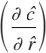 (∂ĉ / ∂r̂)